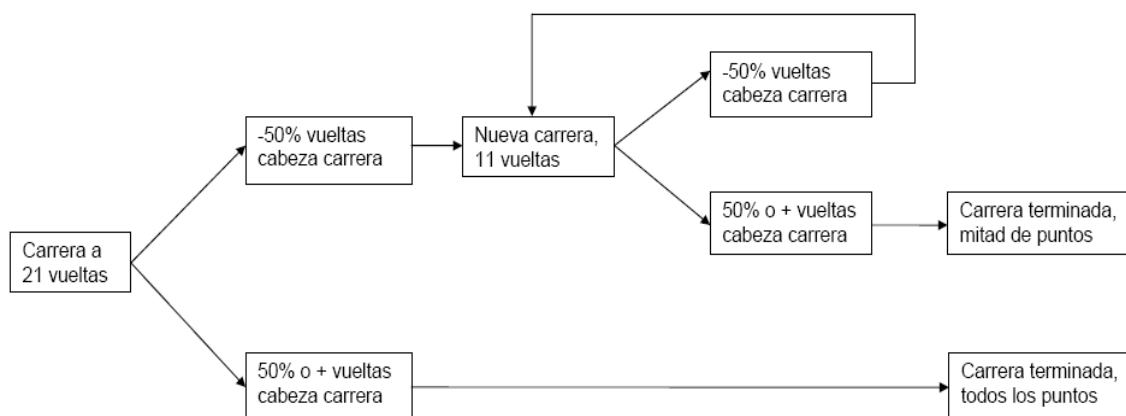 -50% vueltas
cabeza carrera
-50% vueltas
cabeza carrera
Nueva carrera,
11 vueltas
50% o + vueltas
cabeza carrera
Carrera terminada,
mitad de puntos
Carrera a
21 vueltas
50% o + vueltas
cabeza carrera
Carrera terminada,
todos los puntos